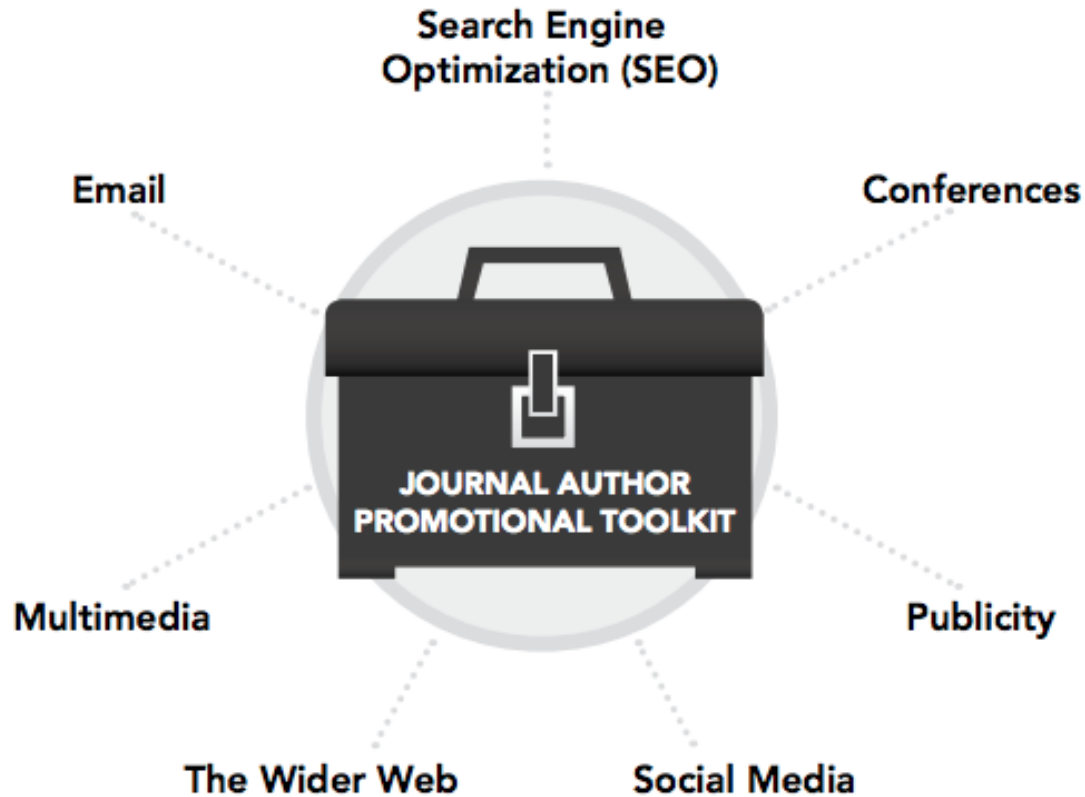 Search Engine
Optimization (SEO)
Email
Conferences
JOURNAL AUTHOR
PROMOTIONAL TOOLKIT
Multimedia
Publicity
The Wider Web
Social Media